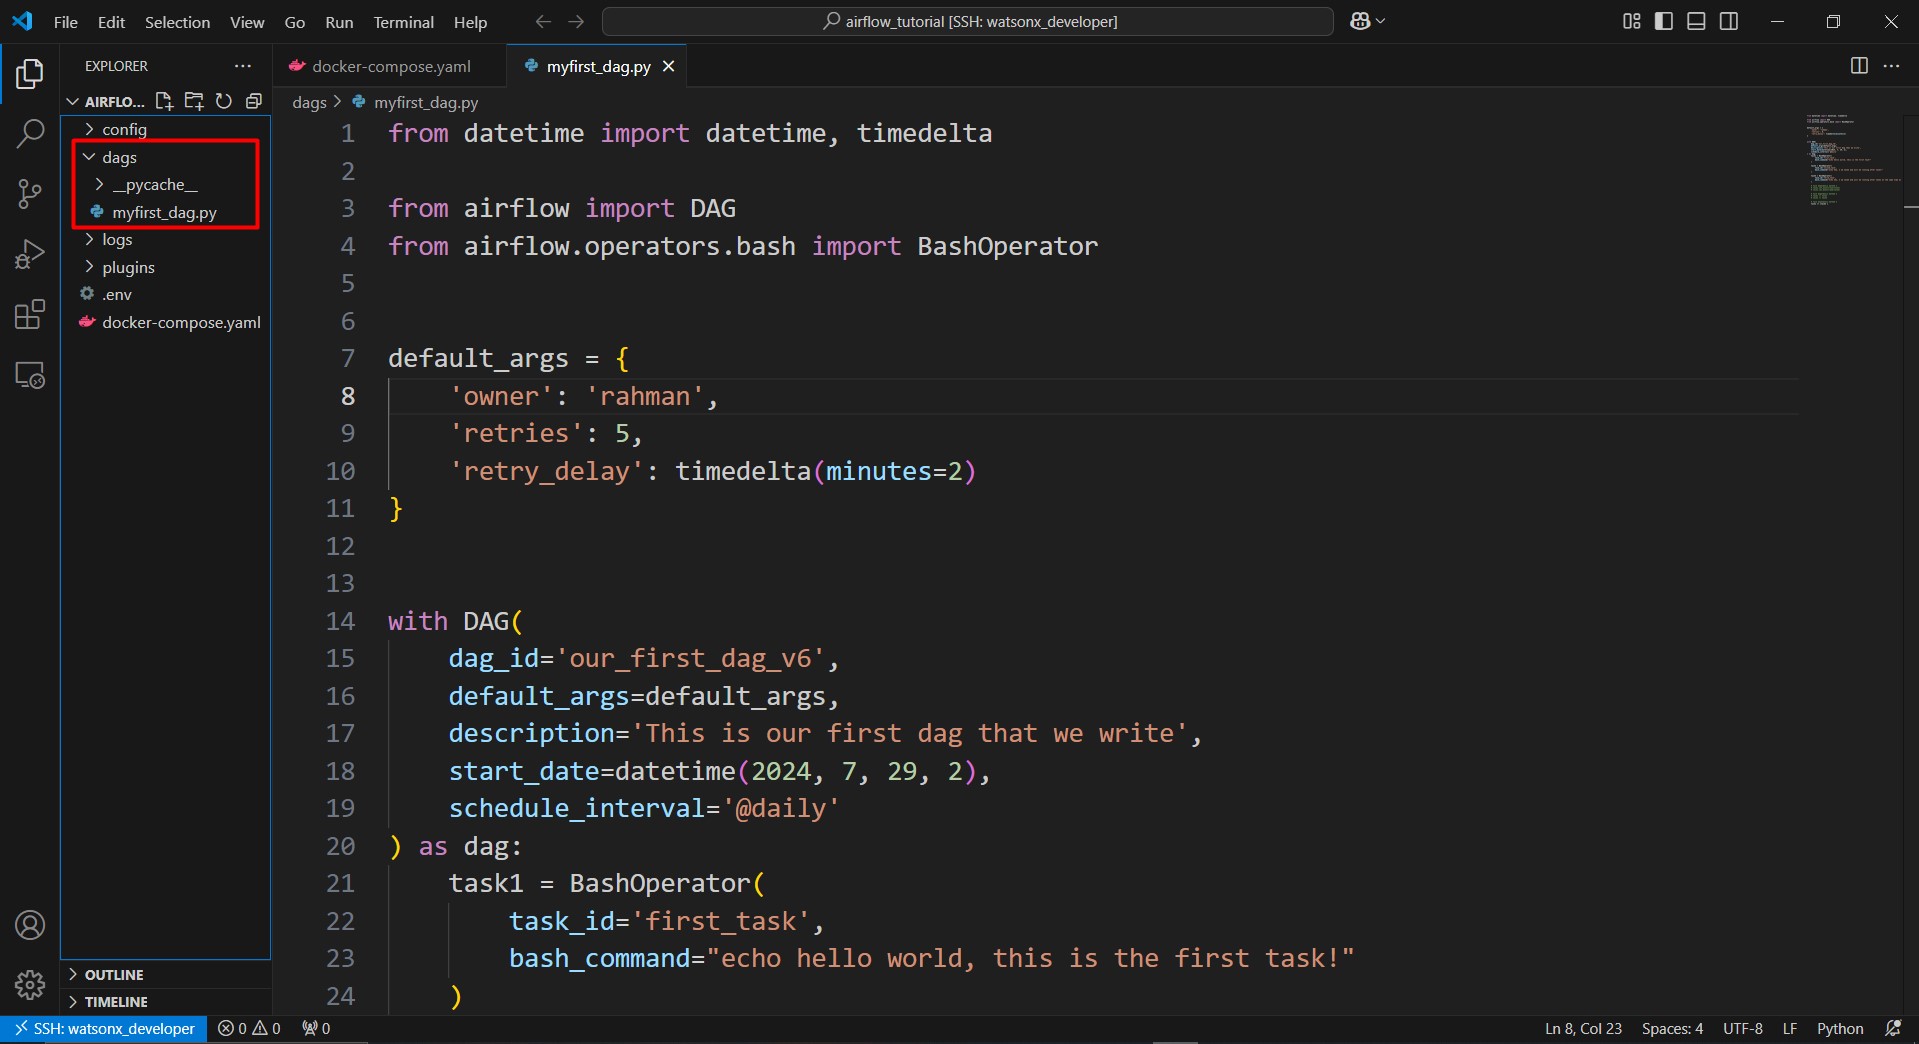 File Edit Selection View Go Run Terminal Help
airflow_tutorial [SSH: watsonx_developer]
EXPLORER
AIRFLO...
config
dags
__pycache__
myfirst_dag.py
logs
plugins
.env
docker-compose.yaml
OUTLINE
TIMELINE
docker-compose.yaml myfirst_dag.py
dags > myfirst_dag.py
1 from datetime import datetime, timedelta
2
3 from airflow import DAG
4 from airflow.operators.bash import BashOperator
5
6
7 default_args = {
8     'owner': 'rahman',
9     'retries': 5,
10     'retry_delay': timedelta(minutes=2)
11 }
12
13
14 with DAG(
15     dag_id='our_first_dag_v6',
16     default_args=default_args,
17     description='This is our first dag that we write',
18     start_date=datetime(2024, 7, 29, 2),
19     schedule_interval='@daily'
20 ) as dag:
21     task1 = BashOperator(
22         task_id='first_task',
23         bash_command="echo hello world, this is the first task!"
24     )
SSH: watsonx_developer 0 0 0 Ln 8, Col 23 Spaces: 4 UTF-8 LF Python